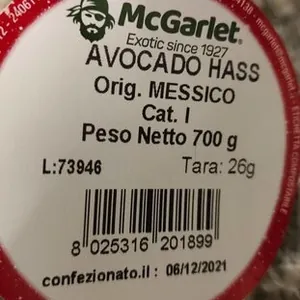 McGarlet®
Exotic since 1927
AVOCADO HASS
Orig. MESSICO
Cat. I
Peso Netto 700 g
L:73946
Tara: 26g
8 025316 201899
confezionato.il : 06/12/2021